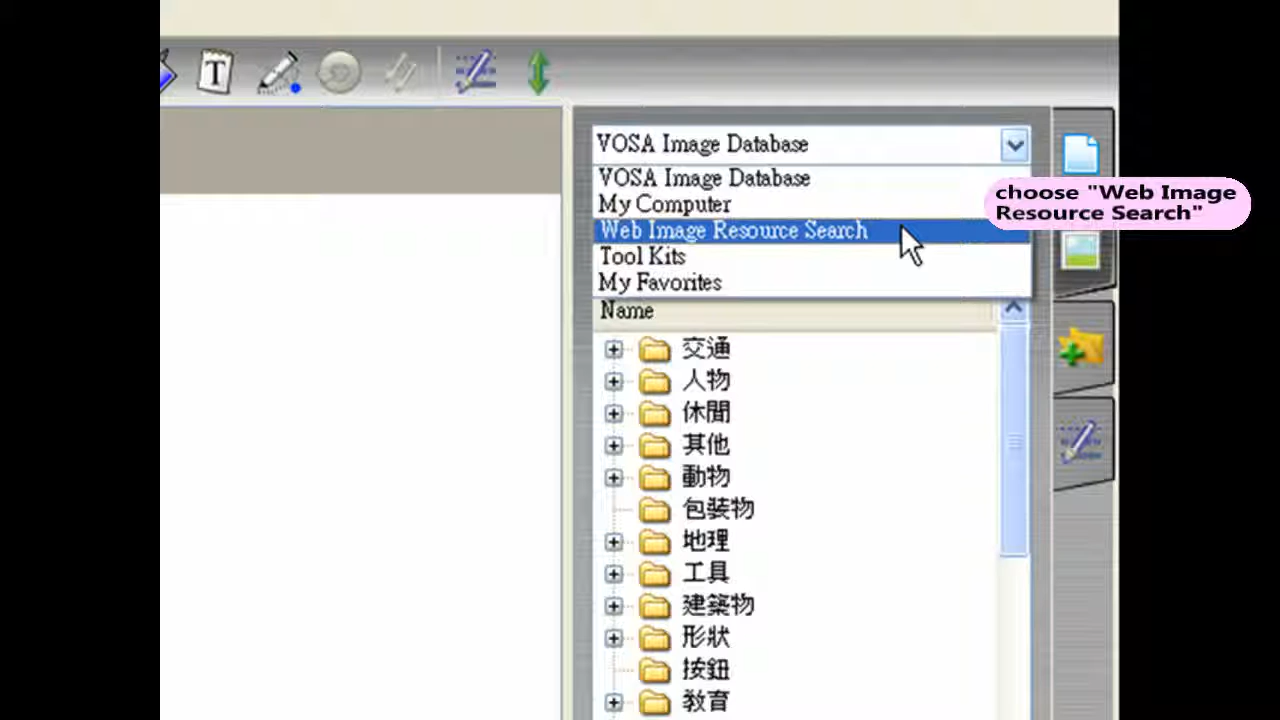 T
VOSA Image Database
VOSA Image Database
My Computer
Web Image Resource Search
Tool Kits
My Favorites
choose "Web Image
Resource Search"
Name
交通
人物
休閒
其他
動物
包裝物
地理
工具
建築物
形狀
按鈕
教育